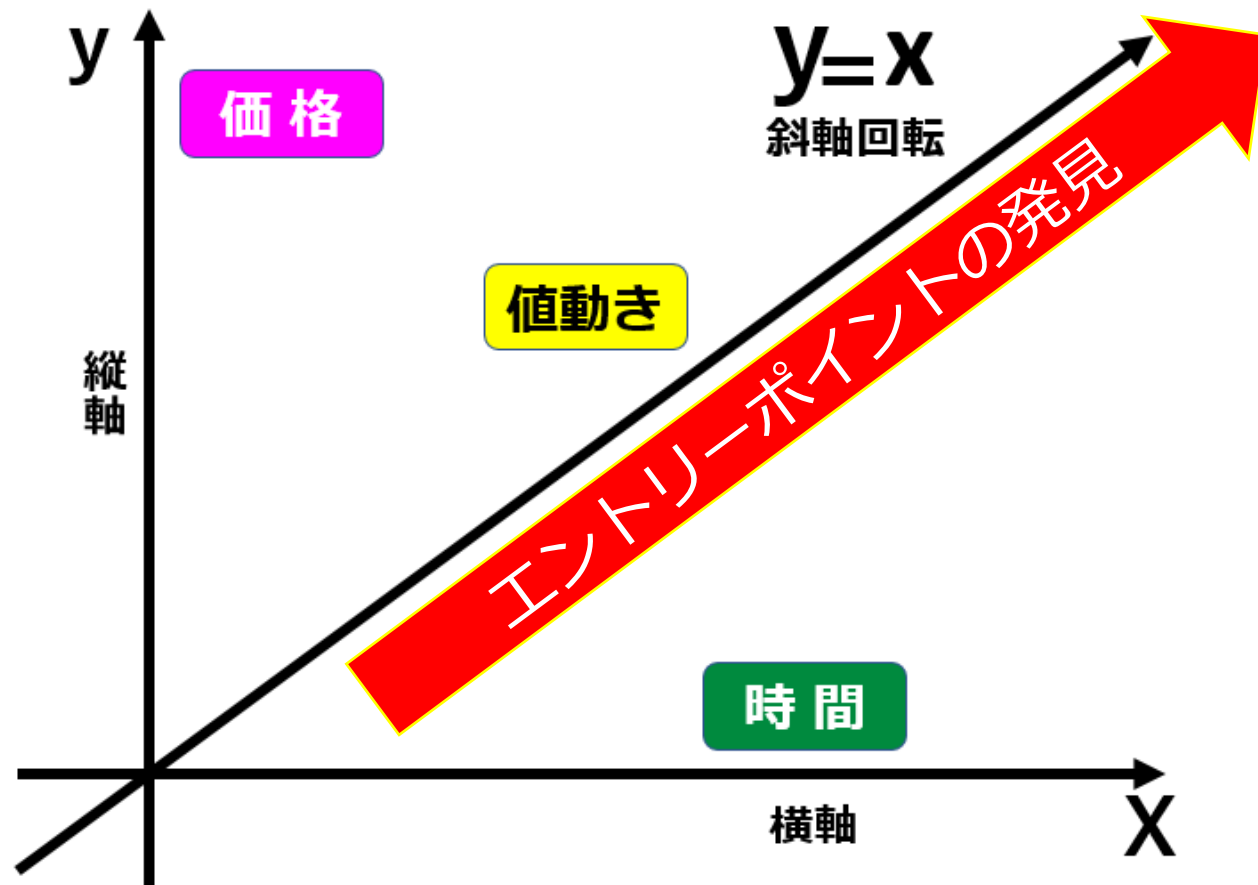 y
価 格
y=x
斜軸回転
値動き
縦軸
エントリーポイントの発見
時 間
横軸
X